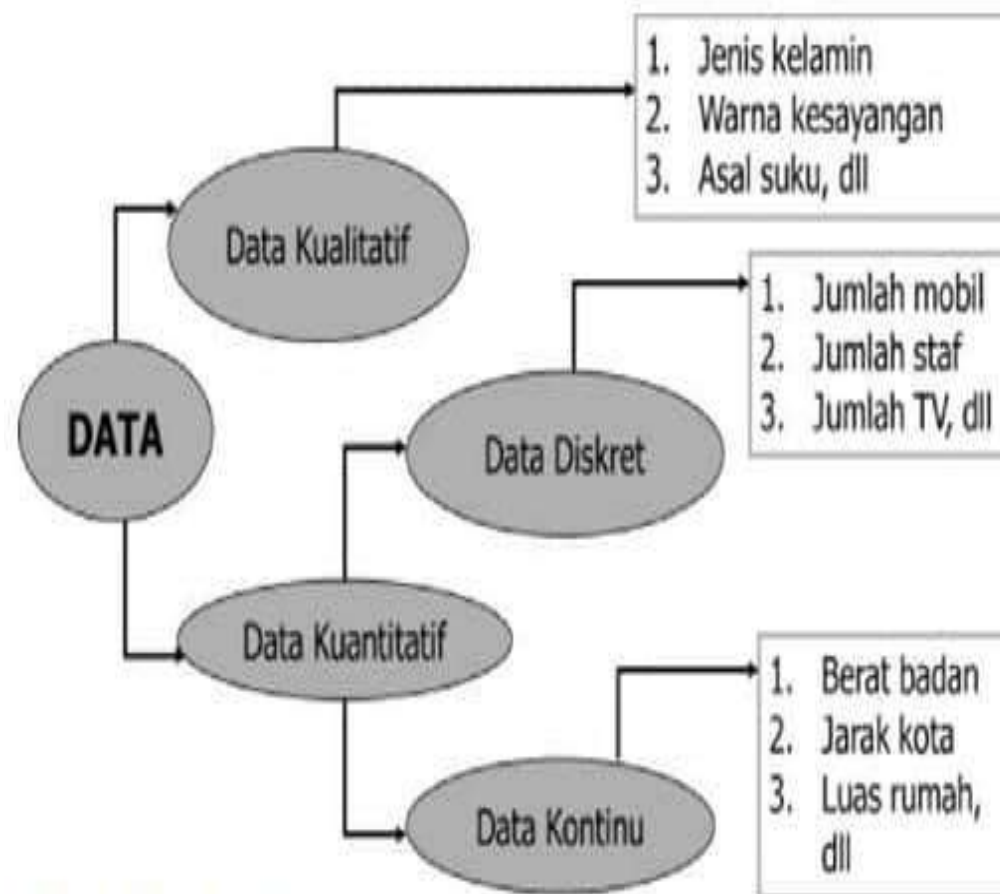 1. Jenis kelamin
2. Warna kesayangan
3. Asal suku, dll
Data Kualitatif
1. Jumlah mobil
2. Jumlah staf
3. Jumlah TV, dll
DATA
Data Diskret
Data Kuantitatif
1. Berat badan
2. Jarak kota
3. Luas rumah,
dll
Data Kontinu